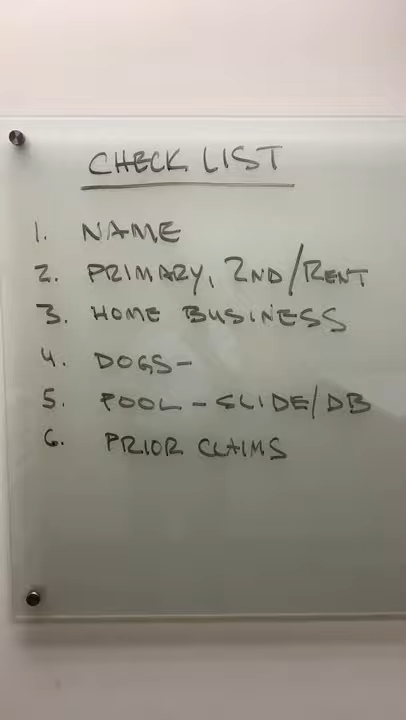 CHECK LIST
1. NAME
2. PRIMARY, 2ND/RENT
3. HOME BUSINESS
4. DOGS-
5. POOL - SLIDE/DB
6. PRIOR CLAIMS